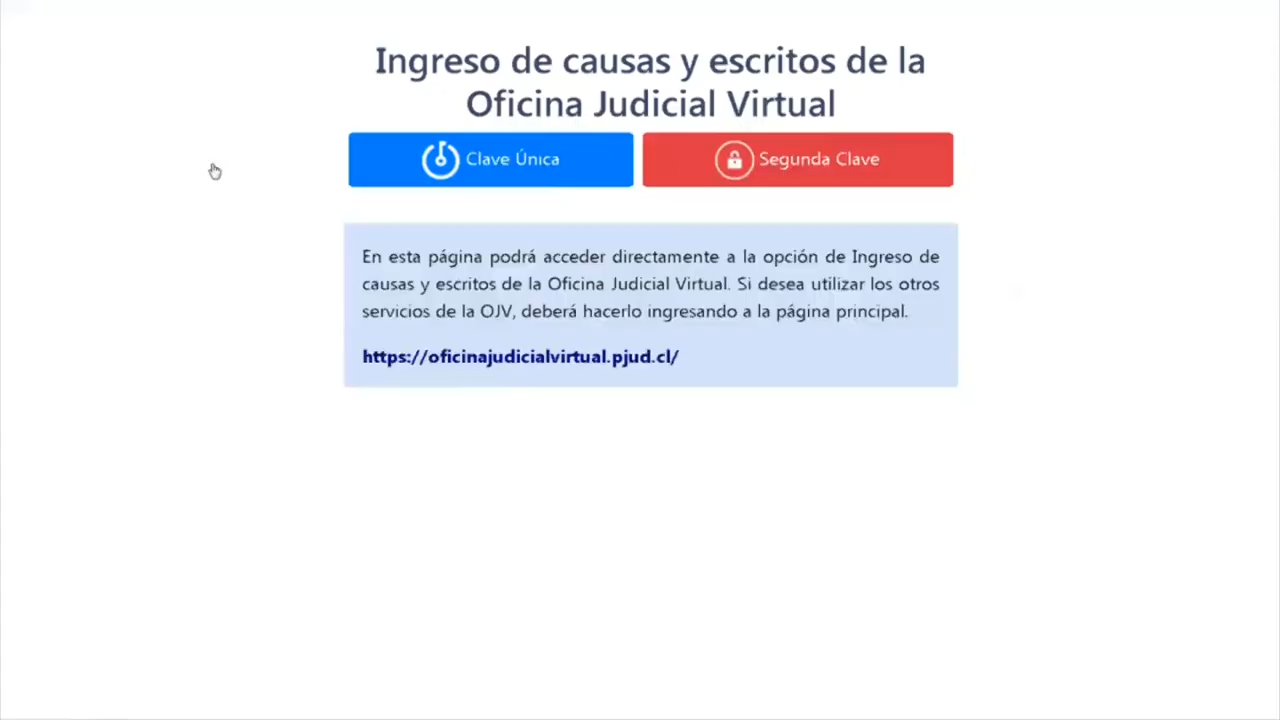 Ingreso de causas y escritos de la
Oficina Judicial Virtual
Clave Única
Segunda Clave
En esta página podrá acceder directamente a la opción de Ingreso de
causas y escritos de la Oficina Judicial Virtual. Si desea utilizar los otros
servicios de la OJV, deberá hacerlo ingresando a la página principal.
https://oficinajudicialvirtual.pjud.cl/